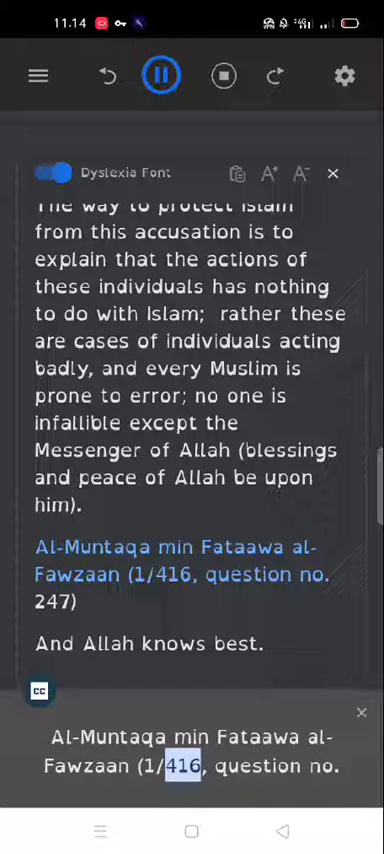 11.14
Dyslexia Font
A+ A-
The way to protect Islam
from this accusation is to
explain that the actions of
these individuals has nothing
to do with Islam; rather these
are cases of individuals acting
badly, and every Muslim is
prone to error; no one is
infallible except the
Messenger of Allah (blessings
and peace of Allah be upon
him).
Al-Muntaqa min Fataawa al-
Fawzaan (1/416, question no.
247)
And Allah knows best.
CC
Al-Muntaqa min Fataawa al-
Fawzaan (1/416, question no.